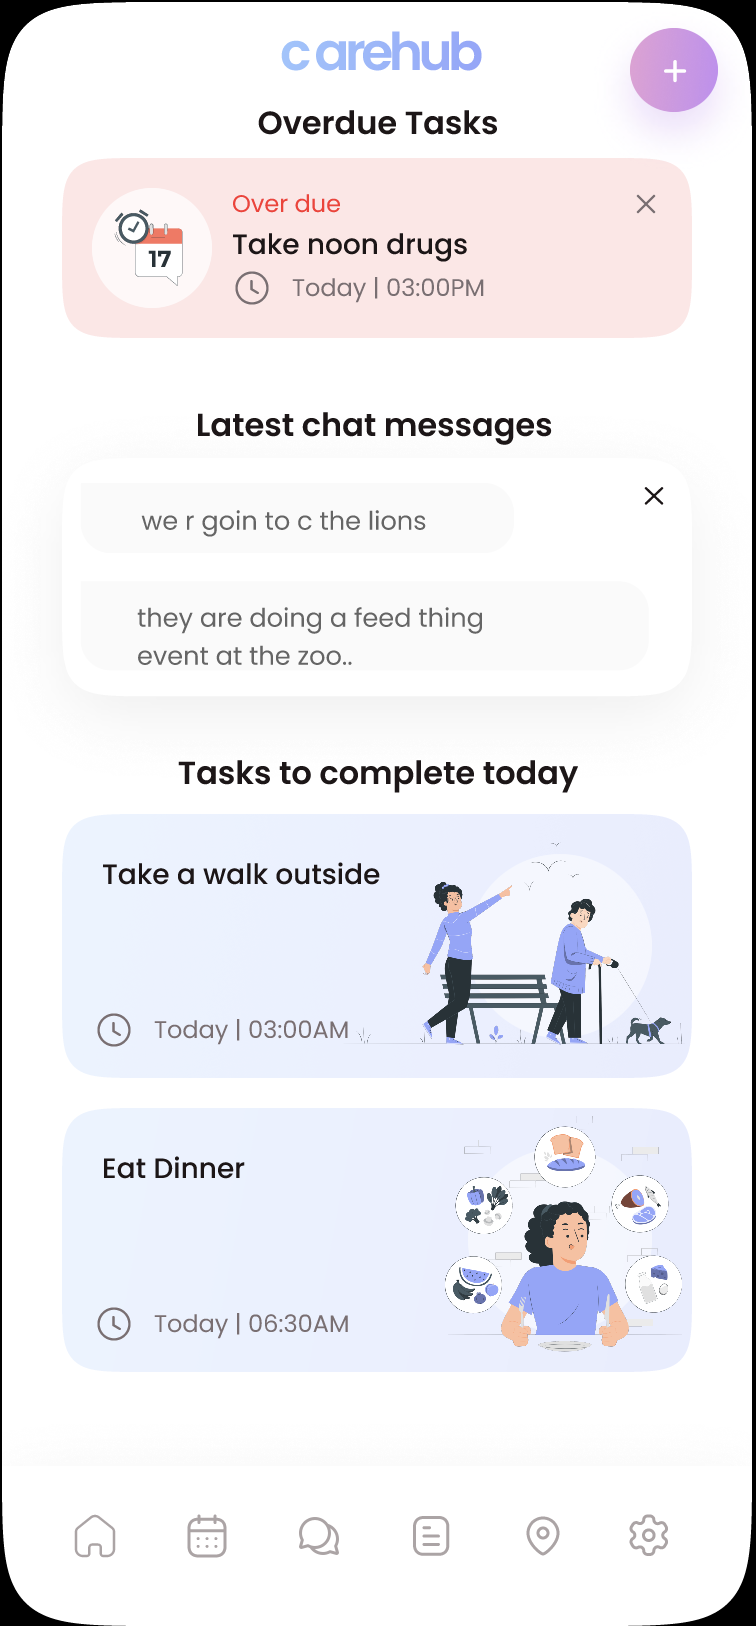 carehub
+
Overdue Tasks
Over due
17
Take noon drugs
Today | 03:00PM
Latest chat messages
we r goin to c the lions
they are doing a feed thing
event at the zoo..
Tasks to complete today
Take a walk outside
Today | 03:00AM
Eat Dinner
Today | 06:30AM